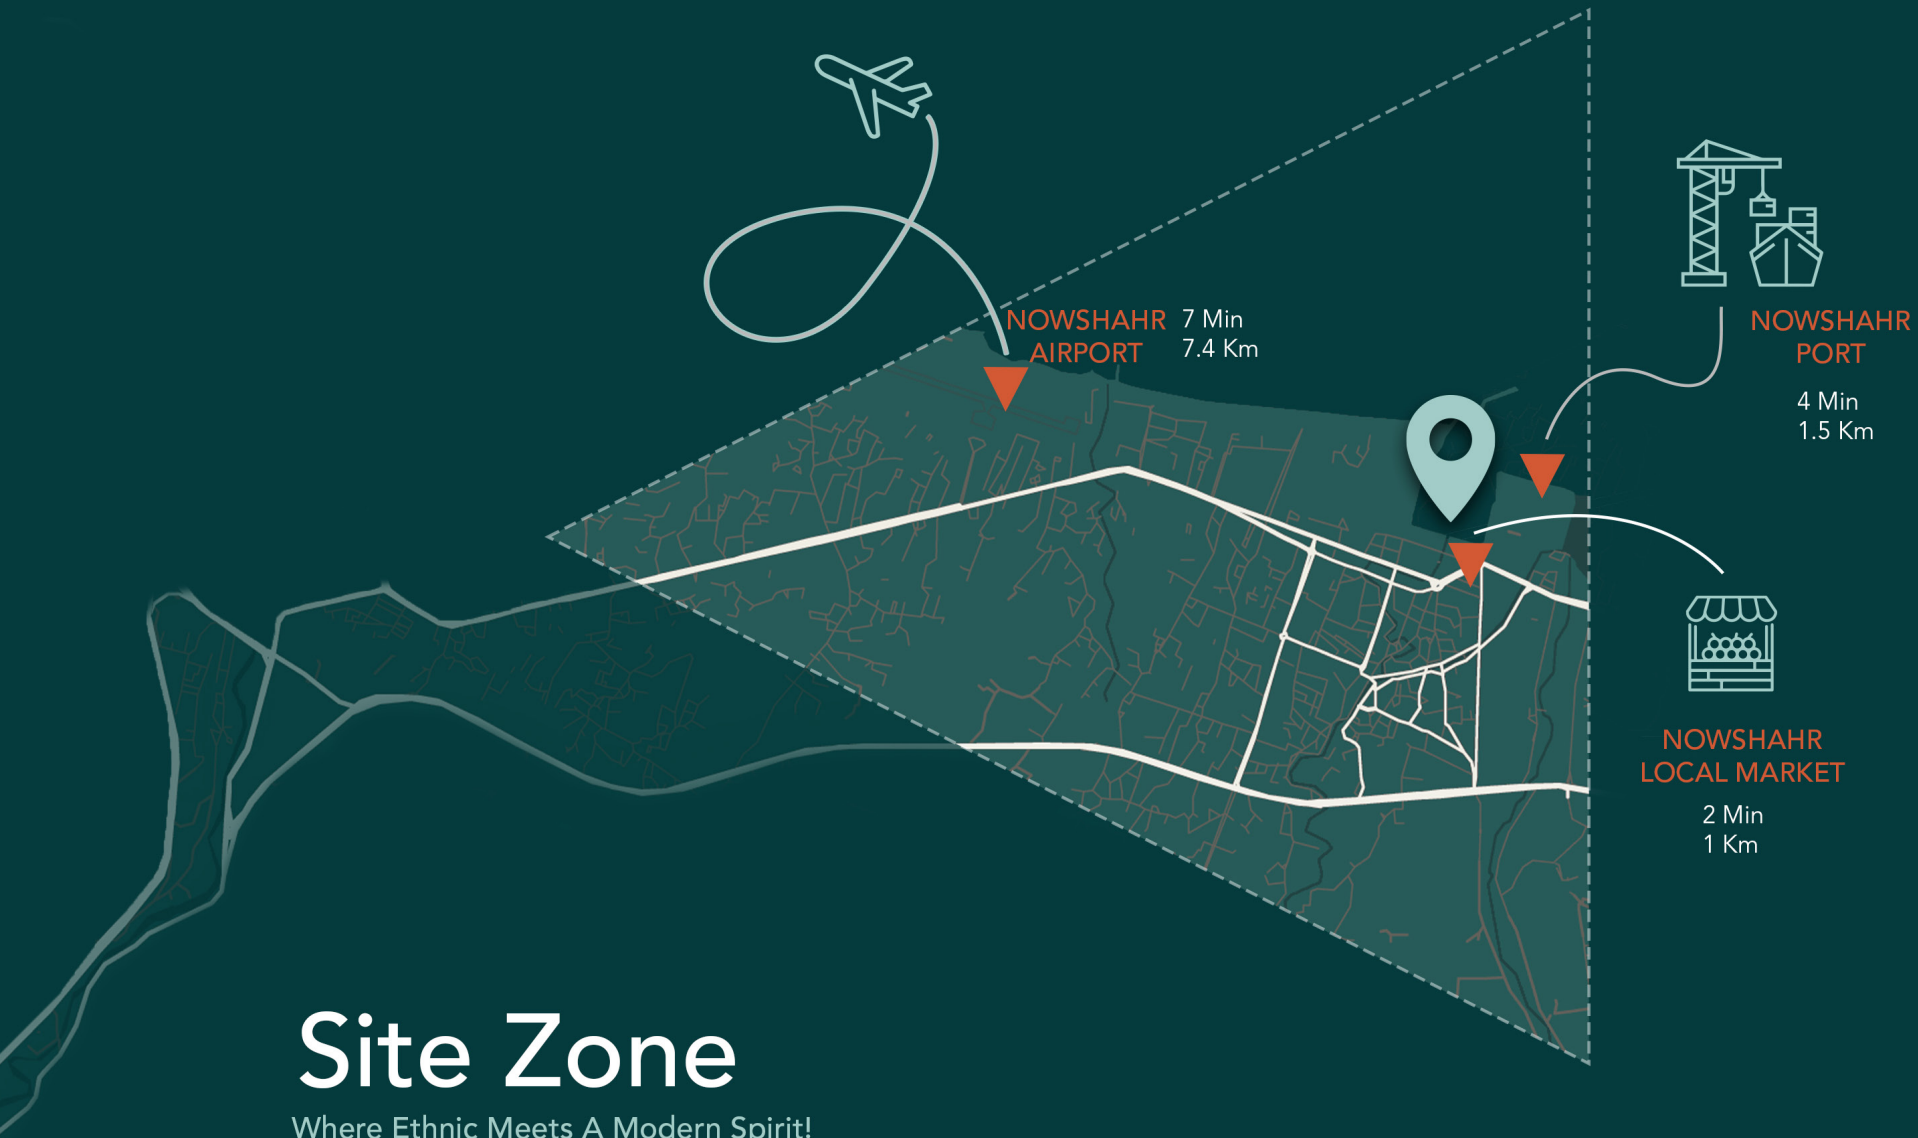 NOWSHAHR
AIRPORT
7 Min
7.4 Km
NOWSHAHR
PORT
4 Min
1.5 Km
NOWSHAHR
LOCAL MARKET
2 Min
1 Km
Site Zone
Where Ethnic Meets A Modern Spirit!